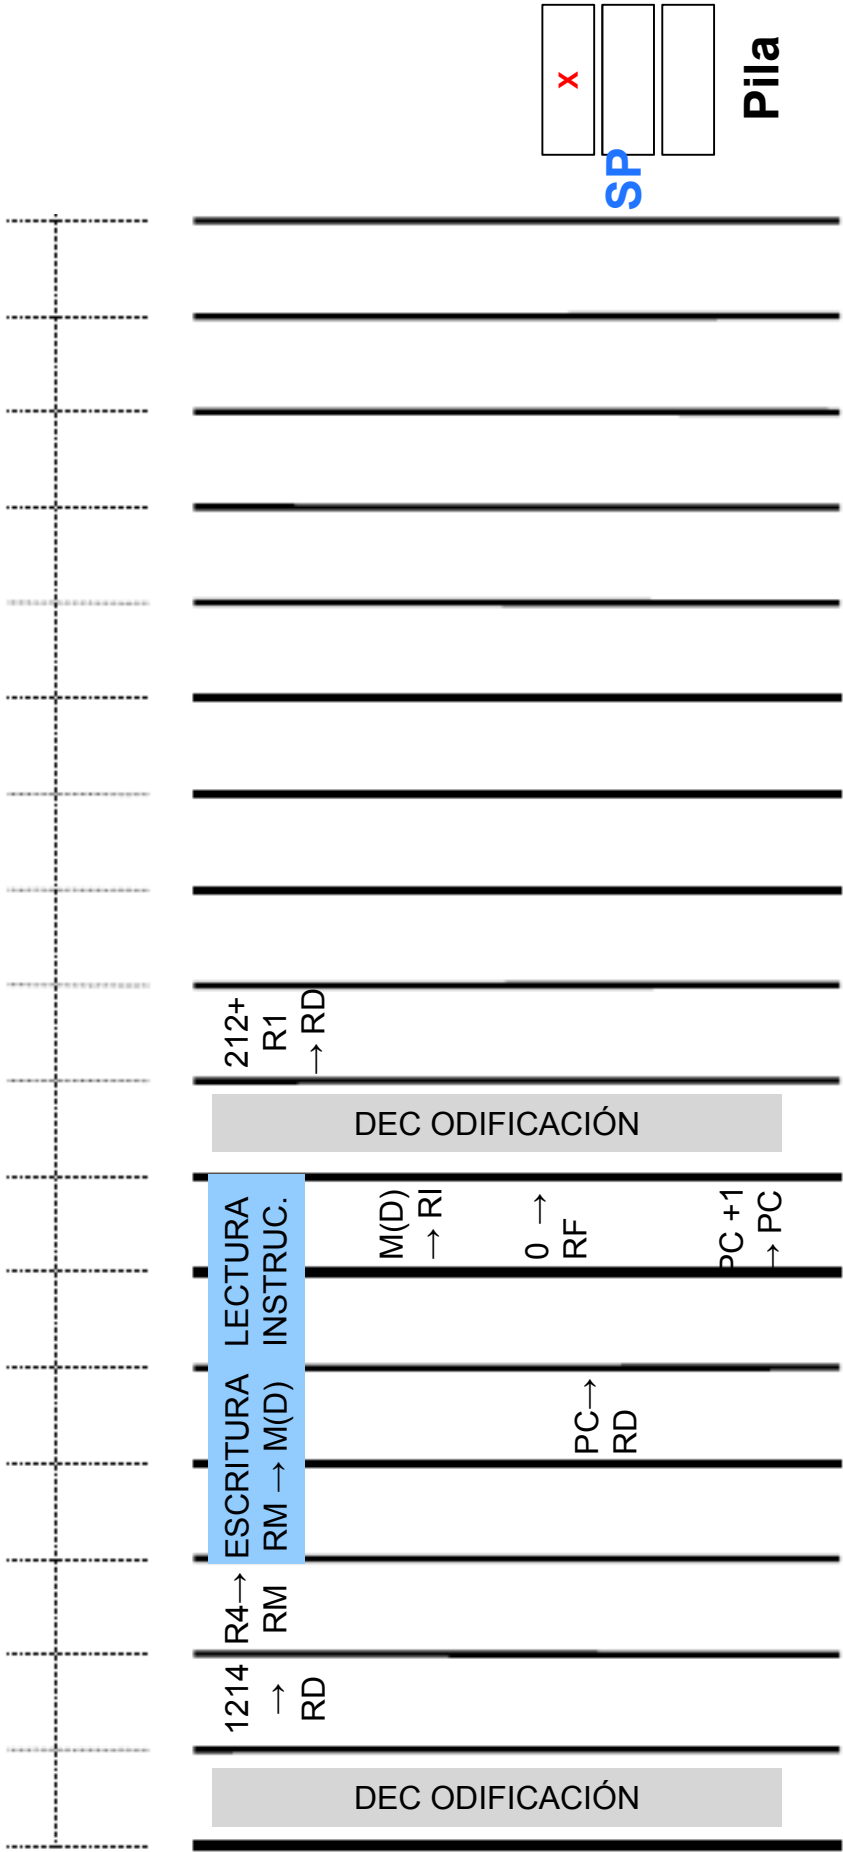 DEC ODIFICACIÓN
1214
→
RD
R4→
RM
ESCRITURA
RM → M(D)
PC→
RD
LECTURA
INSTRUC.
M(D)
→ RI
0 →
RF
PC +1
→ PC
DEC ODIFICACIÓN
212+
R1
→ RD
SP
x
Pila